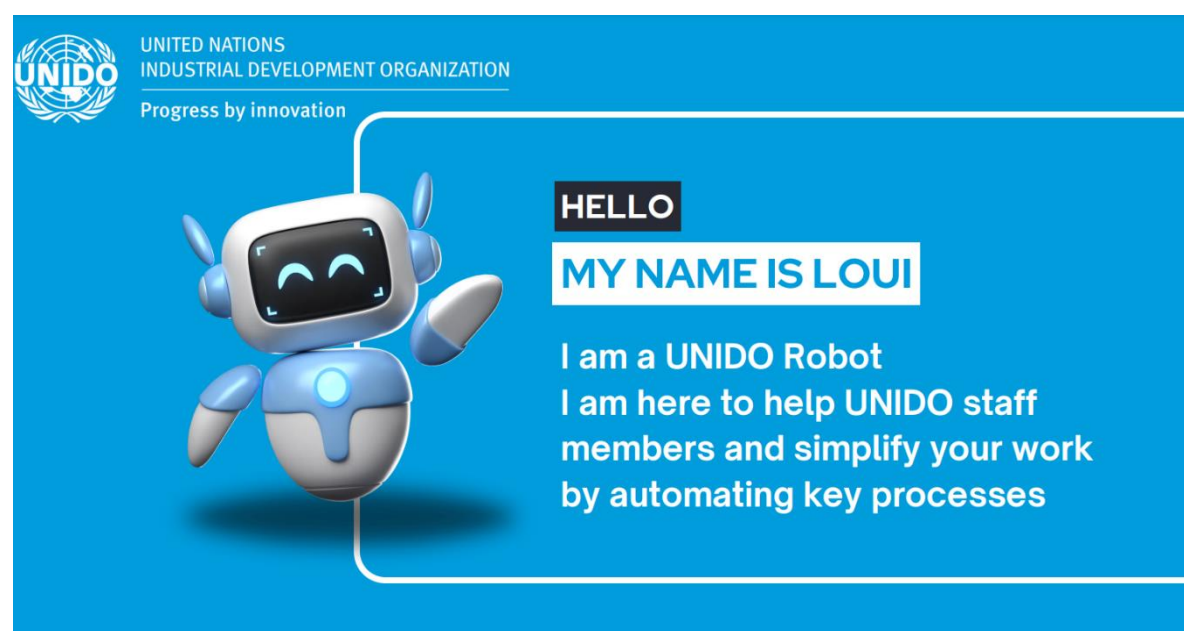 UNIDO
UNITED NATIONS
INDUSTRIAL DEVELOPMENT ORGANIZATION
Progress by innovation
HELLO
MY NAME IS LOUI
I am a UNIDO Robot
I am here to help UNIDO staff
members and simplify your work
by automating key processes